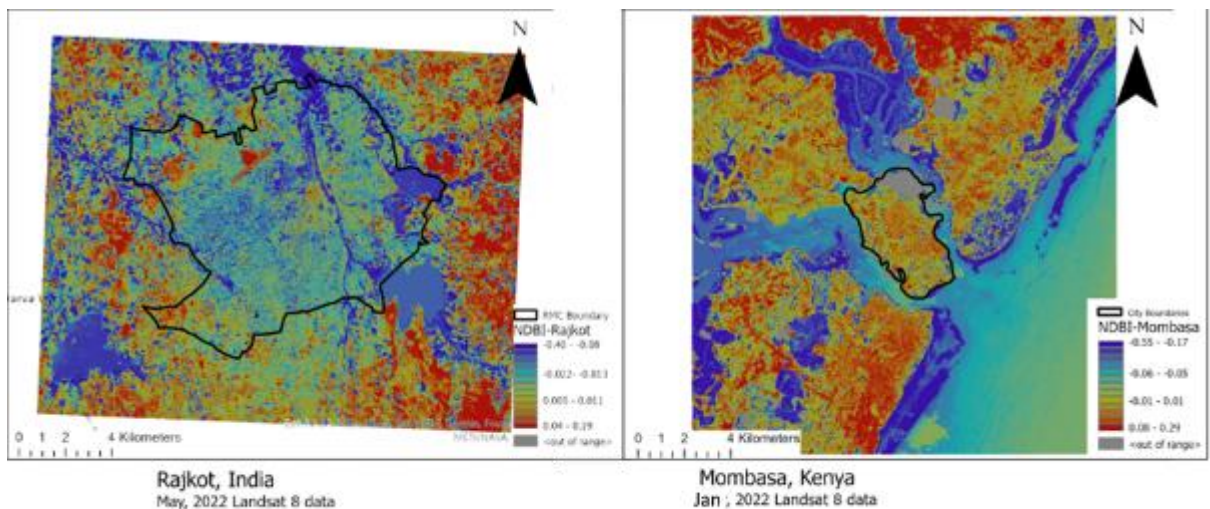 N
RMC Boundary
NDBI-Rajkot
-0.40 - -0.08
-0.022 - -0.013
0.005 - 0.011
0.04 - 0.19
<out of range>
0 1 2 4 Kilometers
Rajkot, India
May, 2022 Landsat 8 data
N
City Boundaries
NDBI-Mombasa
-0.55 - -0.17
-0.06 - -0.05
-0.01 - 0.01
0.08 - 0.29
<out of range>
0 1 2 4 Kilometers
Mombasa, Kenya
Jan , 2022 Landsat 8 data